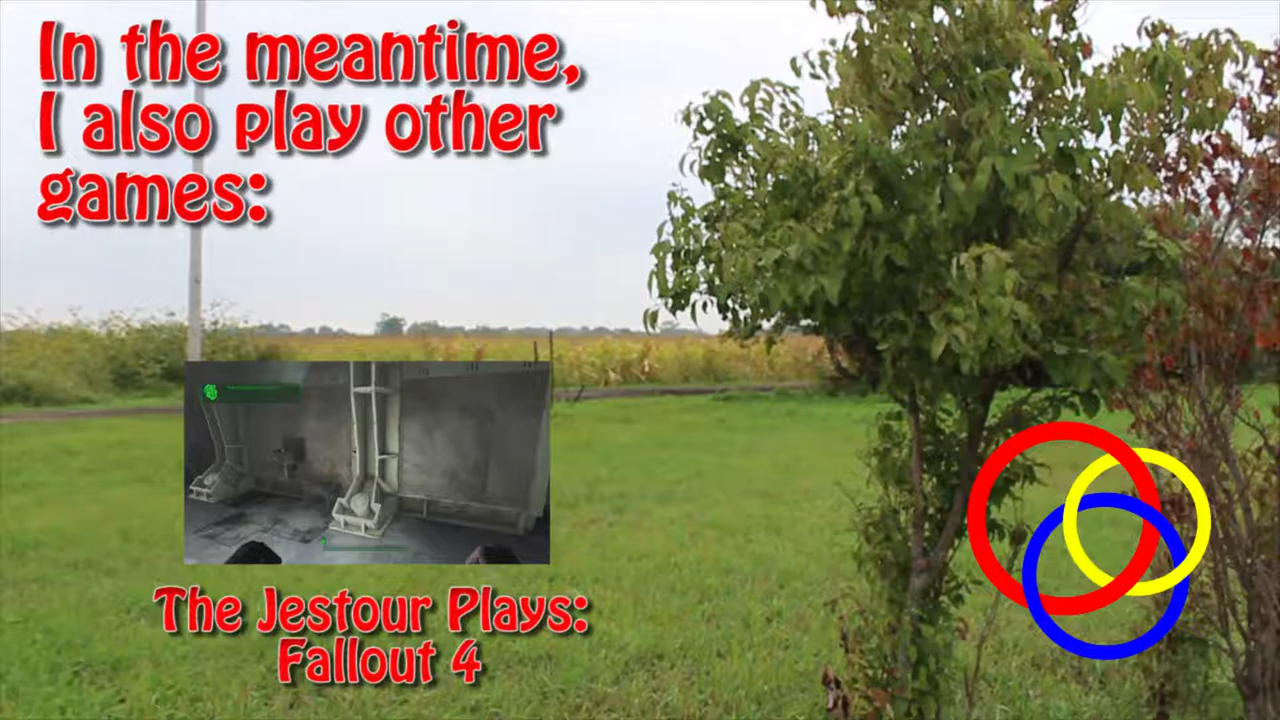 In the meantime,
I also play other
games:
The Jestour Plays:
Fallout 4